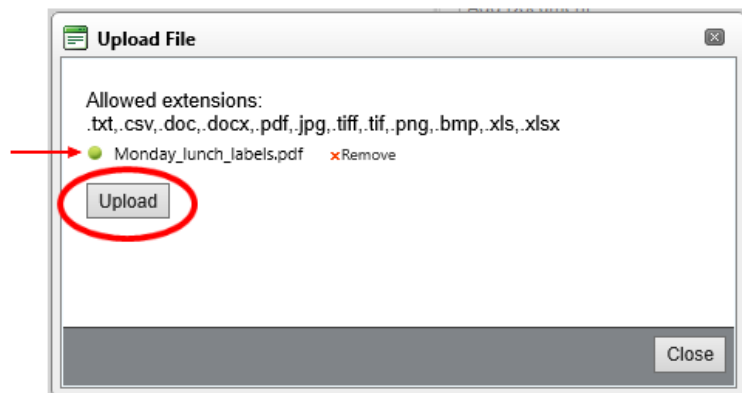 Upload File
Allowed extensions:
.txt,.csv,.doc,.docx,.pdf,.jpg,.tiff,.tif,.png,.bmp,.xls,.xlsx
Monday_lunch_labels.pdf xRemove
Upload
Close